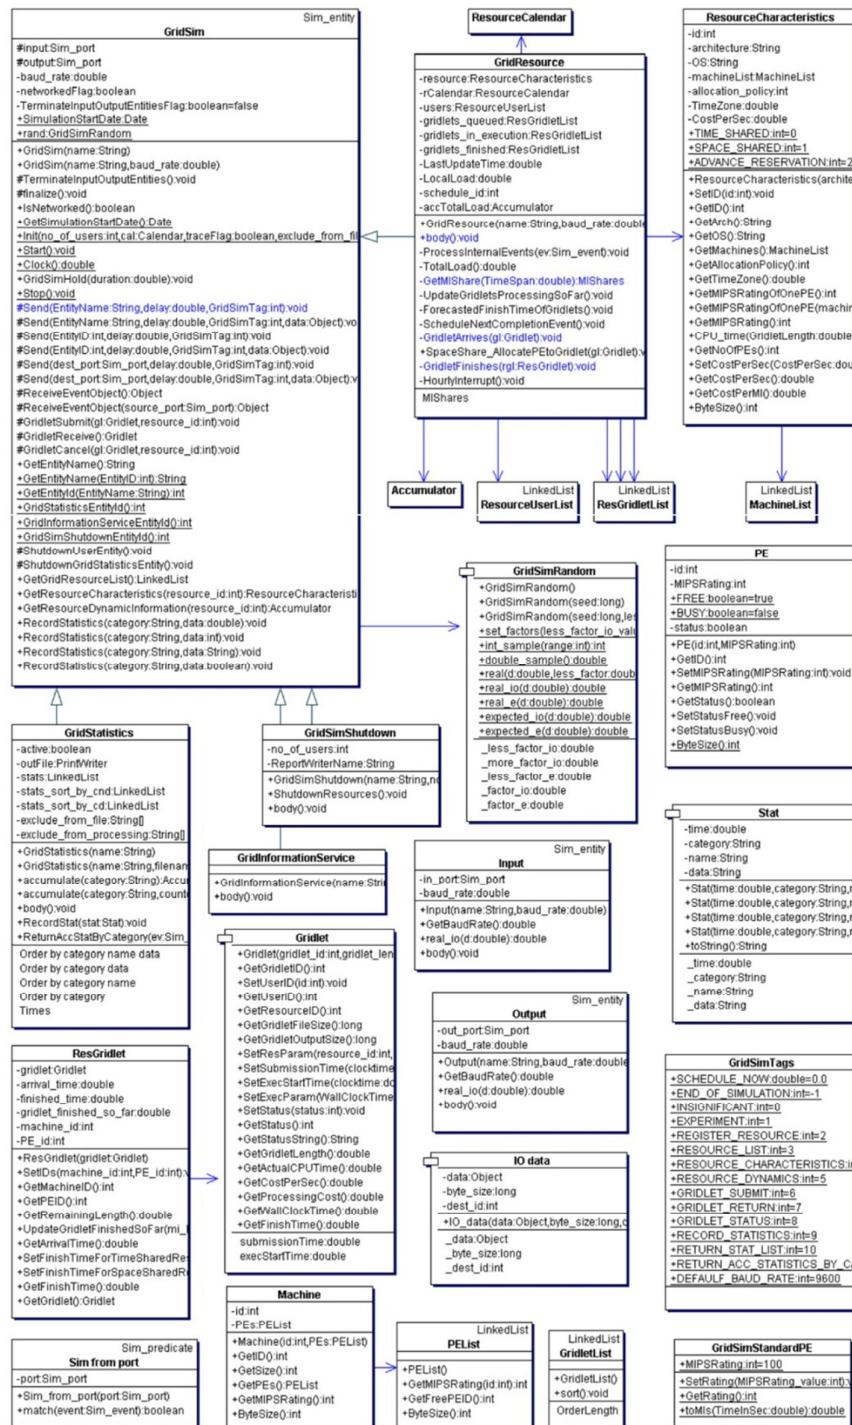 Sim_entity
GridSim
#input:Sim_port
#output:Sim_port
-baud_rate:double
-networkedFlag:boolean
-TerminateInputOutputEntitiesFlag:boolean=false
+SimulationStartDate:Date
+rand:GridSimRandom
+GridSim(name:String)
+GridSim(name:String,baud_rate:double)
#TerminateInputOutputEntities():void
#finalize():void
+IsNetworked():boolean
+GetSimulationStartDate():Date
+Init(no_of_users:int,cal:Calendar,traceFlag:boolean,exclude_from_fil
+Start():void
+Clock():double
+GridSimHold(duration:double):void
+Stop():void
#Send(EntityName:String,delay:double,GridSimTag:int):void
#Send(EntityName:String,delay:double,GridSimTag:int,data:Object):vo
#Send(EntityID:int,delay:double,GridSimTag:int):void
#Send(EntityID:int,delay:double,GridSimTag:int,data:Object):void
#Send(dest_port:Sim_port,delay:double,GridSimTag:int):void
#Send(dest_port:Sim_port,delay:double,GridSimTag:int,data:Object):v
#ReceiveEventObject():Object
#ReceiveEventObject(source_port:Sim_port):Object
#GridletSubmit(gl:Gridlet,resource_id:int):void
#GridletReceive():Gridlet
#GridletCancel(gl:Gridlet,resource_id:int):void
+GetEntityName():String
+GetEntityName(EntityID:int):String
+GetEntityId(EntityName:String):int
+GridStatisticsEntityId():int
+GridInformationServiceEntityId():int
+GridSimShutdownEntityId():int
#ShutdownUserEntity():void
#ShutdownGridStatisticsEntity():void
+GetGridResourceList():LinkedList
+GetResourceCharacteristics(resource_id:int):ResourceCharacteristi
+GetResourceDynamicInformation(resource_id:int):Accumulator
+RecordStatistics(category:String,data:double):void
+RecordStatistics(category:String,data:int):void
+RecordStatistics(category:String,data:String):void
+RecordStatistics(category:String,data:boolean):void
ResourceCalendar
GridResource
-resource:ResourceCharacteristics
-rCalendar:ResourceCalendar
-users:ResourceUserList
-gridlets_queued:ResGridletList
-gridlets_in_execution:ResGridletList
-gridlets_finished:ResGridletList
-LastUpdateTime:double
-LocalLoad:double
-schedule_id:int
-accTotalLoad:Accumulator
+GridResource(name:String,baud_rate:double
+body():void
-ProcessInternalEvents(ev:Sim_event):void
-TotalLoad():double
-GetMIShare(TimeSpan:double):MIShares
-UpdateGridletsProcessingSoFar():void
-ForecastedFinishTimeOfGridlets():void
-ScheduleNextCompletionEvent():void
-GridletArrives(gl:Gridlet):void
+SpaceShare_AllocatePEtoGridlet(gl:Gridlet):v
-GridletFinishes(rgl:ResGridlet):void
-HourlyInterrupt():void
MIShares
Accumulator
LinkedList
ResourceUserList
LinkedList
ResGridletList
ResourceCharacteristics
-id:int
-architecture:String
-OS:String
-machineList:MachineList
-allocation_policy:int
-TimeZone:double
-CostPerSec:double
+TIME_SHARED:int=0
+SPACE_SHARED:int=1
+ADVANCE_RESERVATION:int=2
+ResourceCharacteristics(archite
+SetID(id:int):void
+GetID():int
+GetArch():String
+GetOS():String
+GetMachines():MachineList
+GetAllocationPolicy():int
+GetTimeZone():double
+GetMIPSRatingOfOnePE():int
+GetMIPSRatingOfOnePE(machin
+GetMIPSRating():int
+CPU_time(GridletLength:double
+GetNoOfPEs():int
+SetCostPerSec(CostPerSec:dou
+GetCostPerSec():double
+GetCostPerMI():double
+ByteSize():int
LinkedList
MachineList
GridSimRandom
+GridSimRandom()
+GridSimRandom(seed:long)
+GridSimRandom(seed:long,les
+set_factors(less_factor_io_valu
+int_sample(range:int):int
+double_sample():double
+real(d:double,less_factor:doub
+real_io(d:double):double
+real_e(d:double):double
+expected_io(d:double):double
+expected_e(d:double):double
_less_factor_io:double
_more_factor_io:double
_less_factor_e:double
_factor_io:double
_factor_e:double
PE
-id:int
-MIPSRating:int
+FREE:boolean=true
+BUSY:boolean=false
-status:boolean
+PE(id:int,MIPSRating:int)
+GetID():int
+SetMIPSRating(MIPSRating:int):void
+GetMIPSRating():int
+GetStatus():boolean
+SetStatusFree():void
+SetStatusBusy():void
+ByteSize():int
GridStatistics
-active:boolean
-outFile:PrintWriter
-stats:LinkedList
-stats_sort_by_cnd:LinkedList
-stats_sort_by_cd:LinkedList
-exclude_from_file:String[]
-exclude_from_processing:String[]
+GridStatistics(name:String)
+GridStatistics(name:String,filenam
+accumulate(category:String):Accu
+accumulate(category:String,counte
+body():void
+RecordStat(stat:Stat):void
+ReturnAccStatByCategory(ev:Sim_
Order by category name data
Order by category data
Order by category name
Order by category
Times
GridSimShutdown
-no_of_users:int
-ReportWriterName:String
+GridSimShutdown(name:String,no
+ShutdownResources():void
+body():void
GridInformationService
+GridInformationService(name:Strin
+body():void
Sim_entity
Input
-in_port:Sim_port
-baud_rate:double
+Input(name:String,baud_rate:double)
+GetBaudRate():double
+real_io(d:double):double
+body():void
Stat
-time:double
-category:String
-name:String
-data:String
+Stat(time:double,category:String,n
+Stat(time:double,category:String,n
+Stat(time:double,category:String,n
+Stat(time:double,category:String,n
+toString():String
_time:double
_category:String
_name:String
_data:String
Gridlet
+Gridlet(gridlet_id:int,gridlet_len
+GetGridletID():int
+SetUserID(id:int):void
+GetUserID():int
+GetResourceID():int
+GetGridletFileSize():long
+GetGridletOutputSize():long
+SetResParam(resource_id:int,
+SetSubmissionTime(clocktime
+SetExecStartTime(clocktime:do
+SetExecParam(WallClockTime
+SetStatus(status:int):void
+GetStatus():int
+GetStatusString():String
+GetGridletLength():double
+GetActualCPUTime():double
+GetCostPerSec():double
+GetProcessingCost():double
+GetWallClockTime():double
+GetFinishTime():double
submissionTime:double
execStartTime:double
Sim_entity
Output
-out_port:Sim_port
-baud_rate:double
+Output(name:String,baud_rate:double
+GetBaudRate():double
+real_io(d:double):double
+body():void
ResGridlet
-gridlet:Gridlet
-arrival_time:double
-finished_time:double
-gridlet_finished_so_far:double
-machine_id:int
-PE_id:int
+ResGridlet(gridlet:Gridlet)
+SetIDs(machine_id:int,PE_id:int):v
+GetMachineID():int
+GetPEID():int
+GetRemainingLength():double
+UpdateGridletFinishedSoFar(mi_l
+GetArrivalTime():double
+SetFinishTimeForTimeSharedRes
+SetFinishTimeForSpaceSharedRe
+GetFinishTime():double
+GetGridlet():Gridlet
IO data
-data:Object
-byte_size:long
-dest_id:int
+IO_data(data:Object,byte_size:long,d
_data:Object
_byte_size:long
_dest_id:int
GridSimTags
+SCHEDULE_NOW:double=0.0
+END_OF_SIMULATION:int=-1
+INSIGNIFICANT:int=0
+EXPERIMENT:int=1
+REGISTER_RESOURCE:int=2
+RESOURCE_LIST:int=3
+RESOURCE_CHARACTERISTICS:in
+RESOURCE_DYNAMICS:int=5
+GRIDLET_SUBMIT:int=6
+GRIDLET_RETURN:int=7
+GRIDLET_STATUS:int=8
+RECORD_STATISTICS:int=9
+RETURN_STAT_LIST:int=10
+RETURN_ACC_STATISTICS_BY_CA
+DEFAULF_BAUD_RATE:int=9600
Sim_predicate
Sim from port
-port:Sim_port
+Sim_from_port(port:Sim_port)
+match(event:Sim_event):boolean
Machine
-id:int
-PEs:PEList
+Machine(id:int,PEs:PEList)
+GetID():int
+GetSize():int
+GetPEs():PEList
+GetMIPSRating():int
+ByteSize():int
LinkedList
PEList
+PEList()
+GetMIPSRating(id:int):int
+GetFreePEID():int
+ByteSize():int
LinkedList
GridletList
+GridletList()
+sort():void
OrderLength
GridSimStandardPE
+MIPSRating:int=100
+SetRating(MIPSRating_value:int):v
+GetRating():int
+toMIs(TimeInSec:double):double